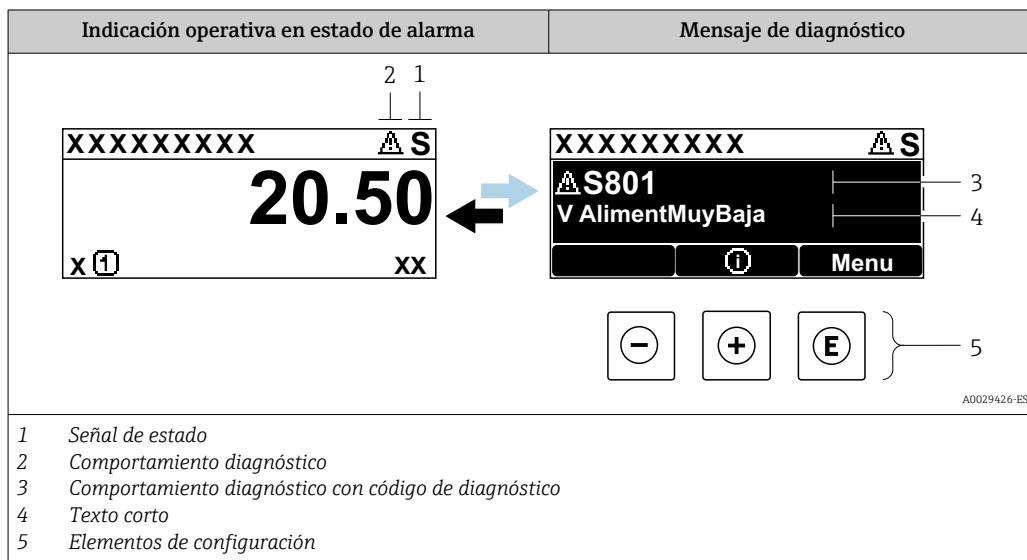 Indicación operativa en estado de alarma
Mensaje de diagnóstico
2 1
XXXXXXXXX S
20.50
x 1 xx
XXXXXXXXX S
S801
V AlimentMuyBaja
i Menu
3
4
- + E
5
A0029426-ES
1 Señal de estado
2 Comportamiento diagnóstico
3 Comportamiento diagnóstico con código de diagnóstico
4 Texto corto
5 Elementos de configuración